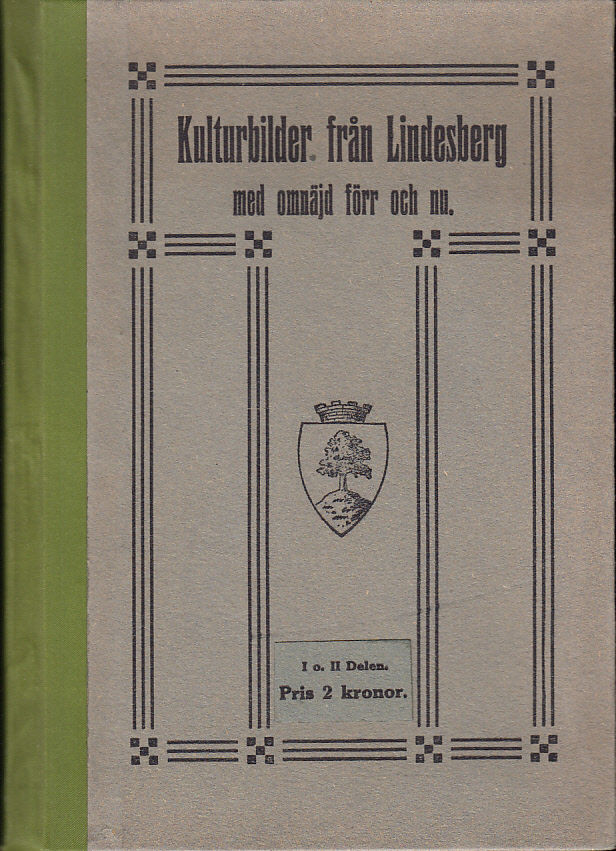 Kulturbilder från Lindesberg
med omnäjd förr och nu.
I o. II Delen.
Pris 2 kronor.